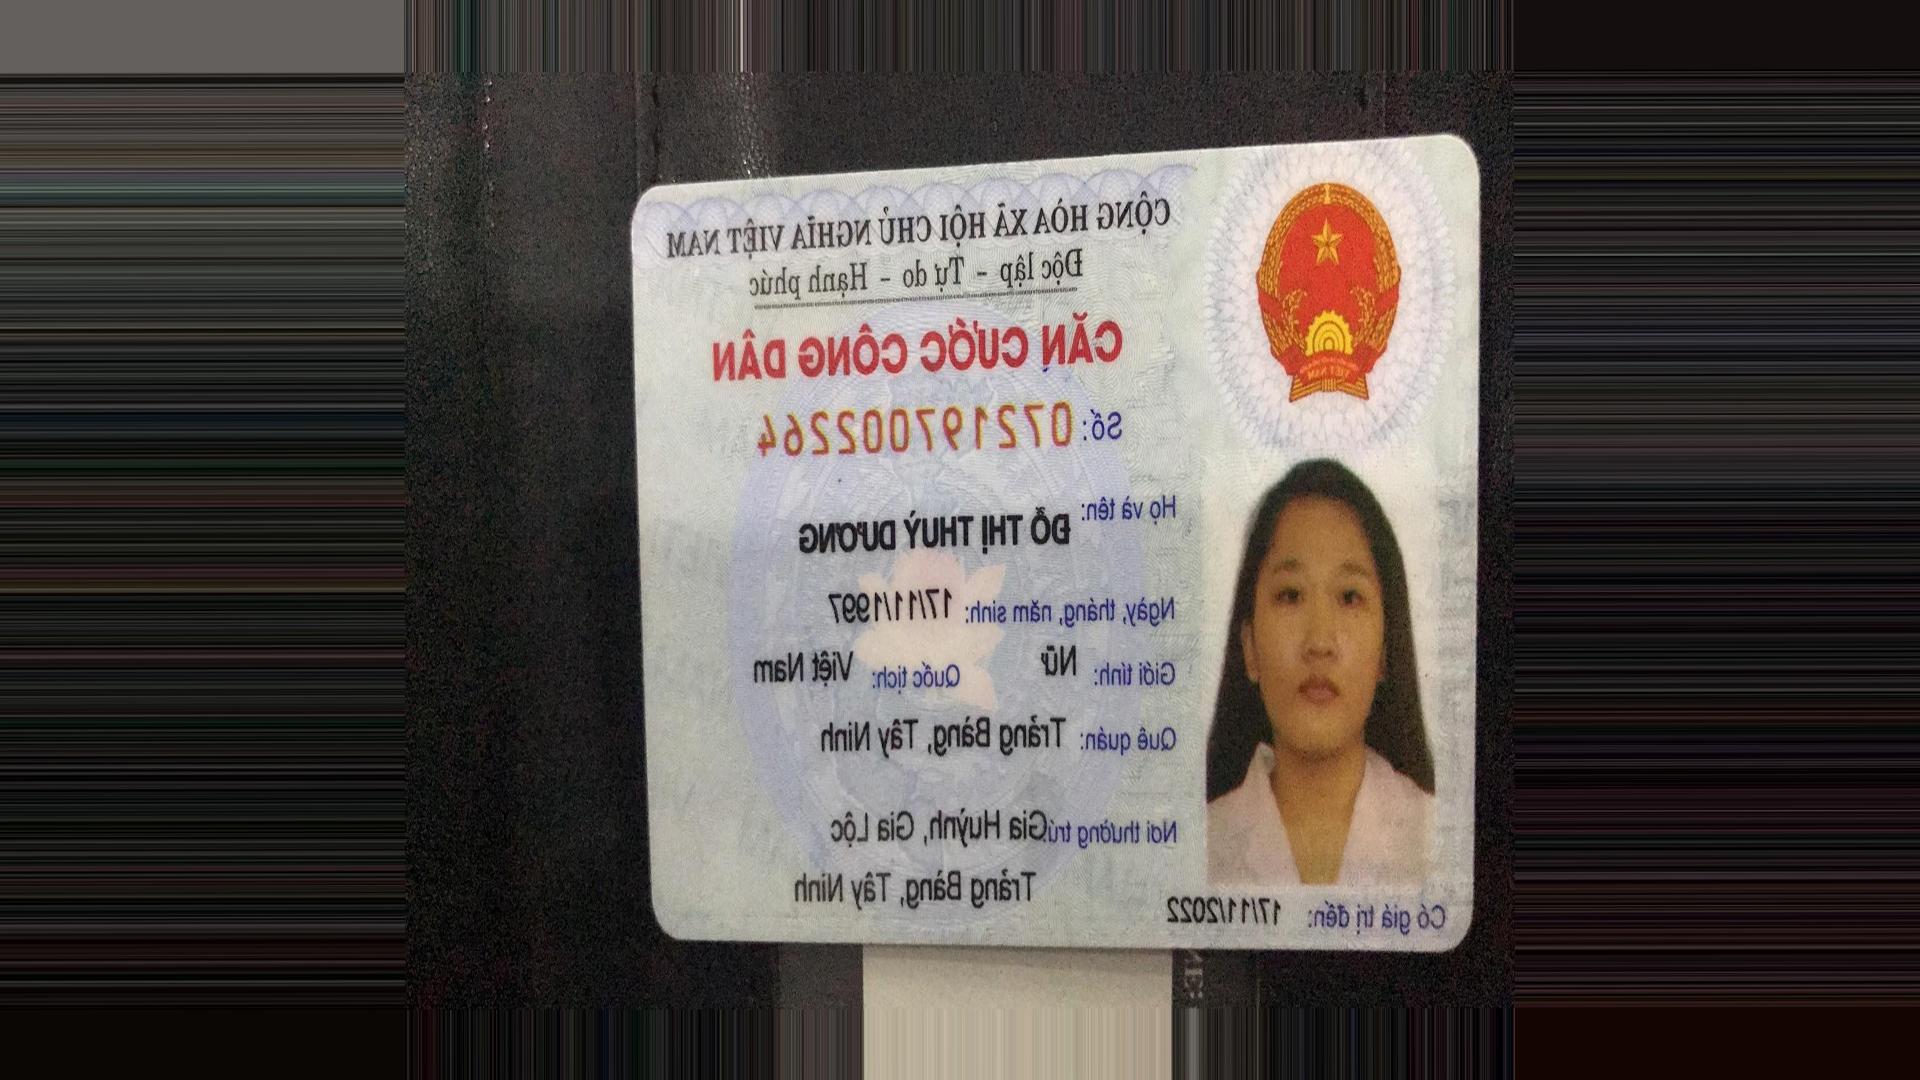 CỘNG HÒA XÃ HỘI CHỦ NGHĨA VIỆT NAM
Độc lập - Tự do - Hạnh phúc
CĂN CƯỚC CÔNG DÂN
Số: 072197002264
Họ và tên: ĐỖ THỊ THUỲ DƯƠNG
Ngày, tháng, năm sinh: 17/11/1997
Giới tính: Nữ Quốc tịch: Việt Nam
Quê quán: Trảng Bàng, Tây Ninh
Nơi thường trú: Gia Huỳnh, Gia Lộc
Trảng Bàng, Tây Ninh
Có giá trị đến: 17/11/2022